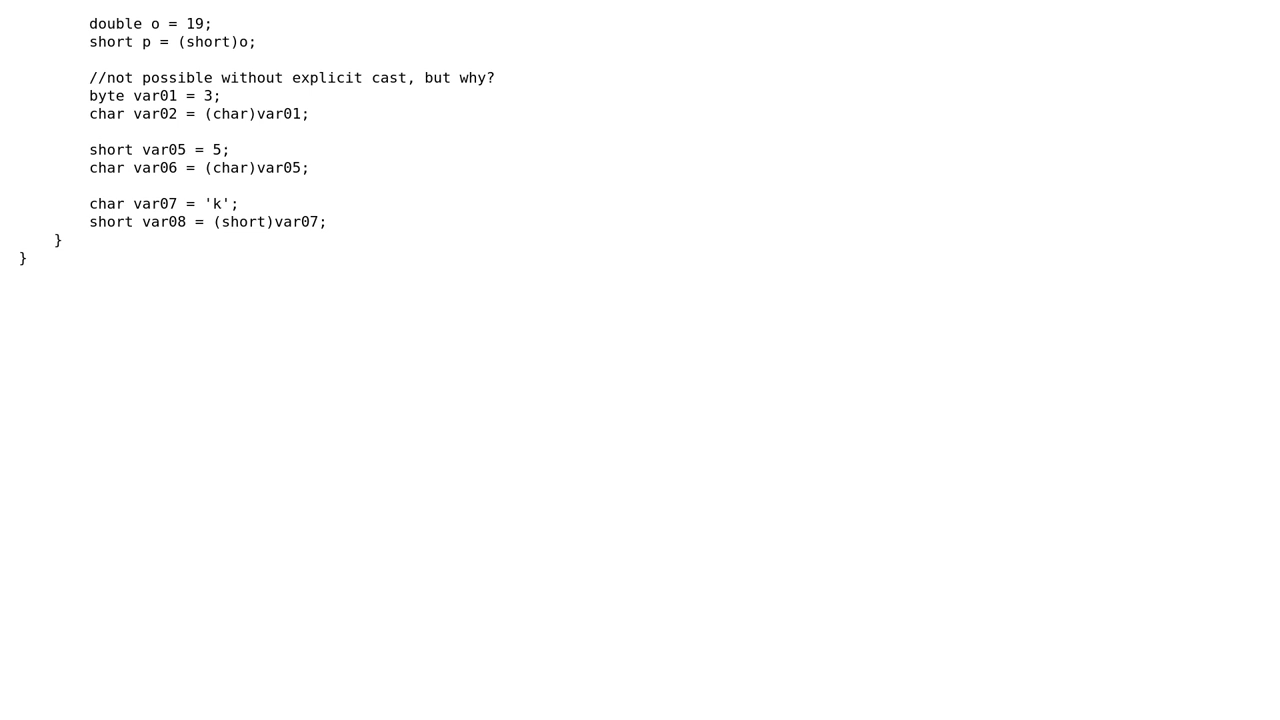 double o = 19;
short p = (short)o;
//not possible without explicit cast, but why?
byte var01 = 3;
char var02 = (char)var01;
short var05 = 5;
char var06 = (char)var05;
char var07 = 'k';
short var08 = (short)var07;
}
}